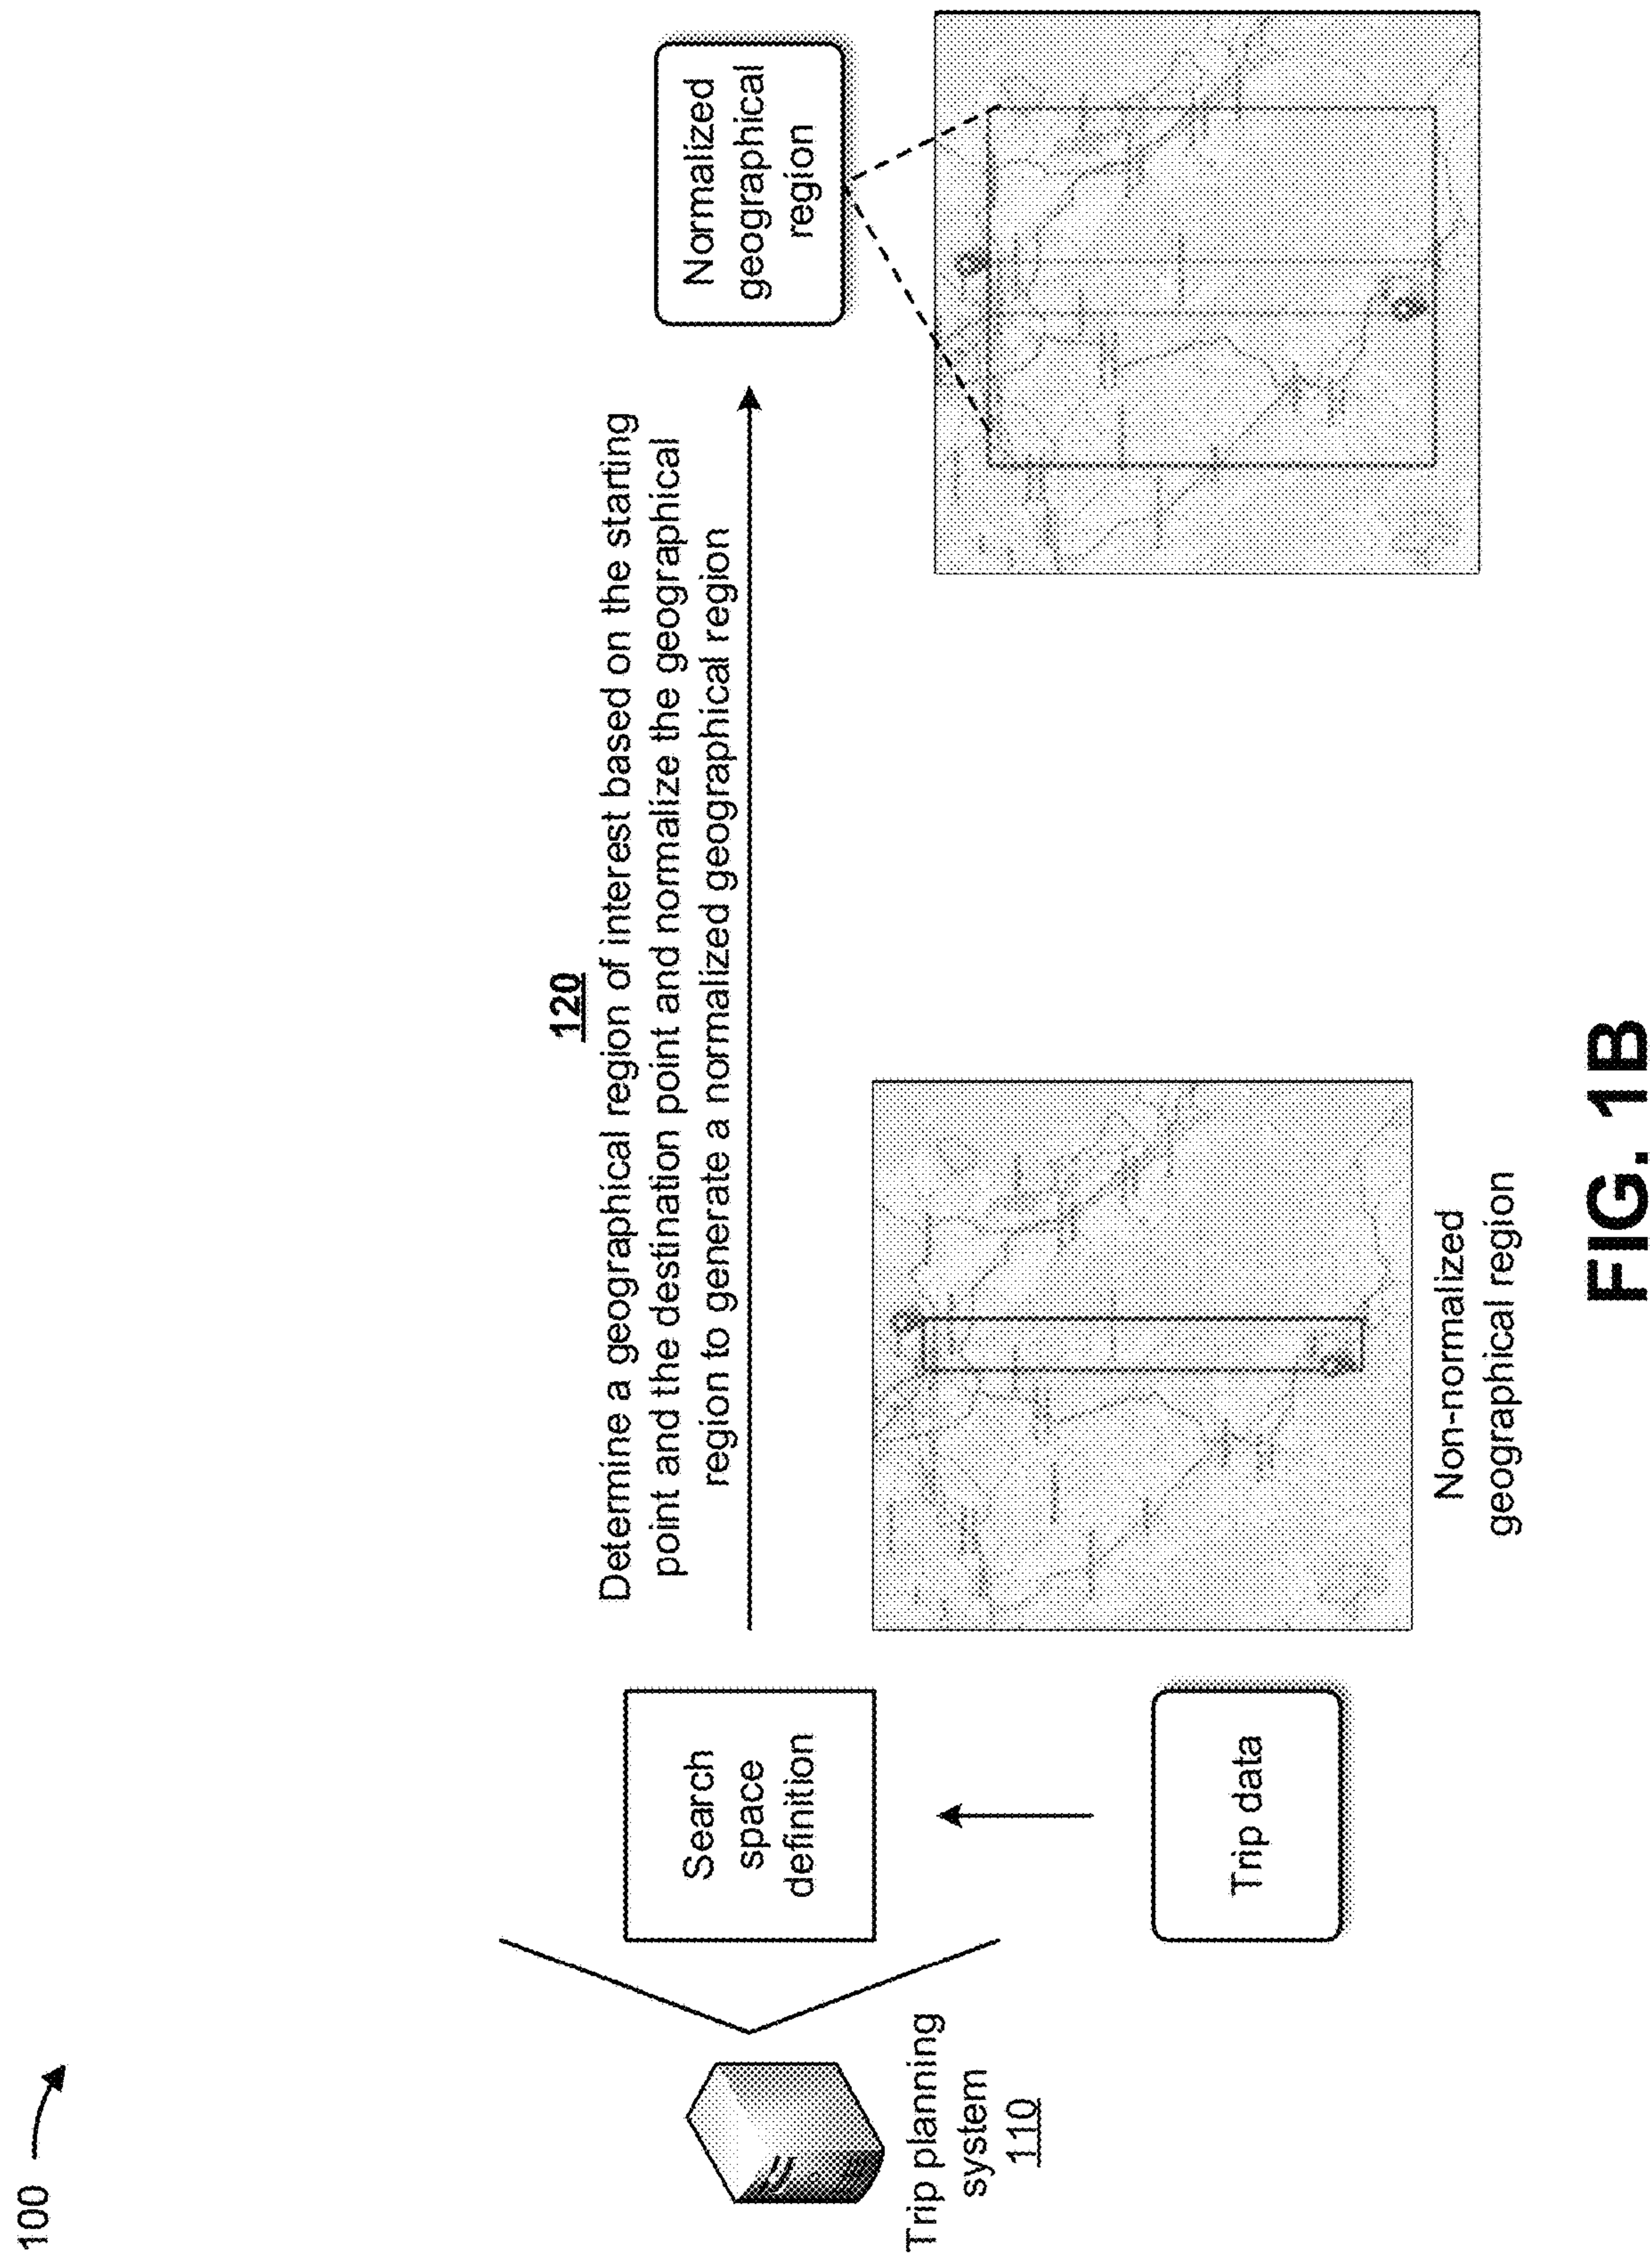 100
120
Determine a geographical region of interest based on the starting
point and the destination point and normalize the geographical
region to generate a normalized geographical region
Normalized
geographical
region
Search
space
definition
Trip planning
system
110
Trip data
Non-normalized
geographical region
FIG. 1B